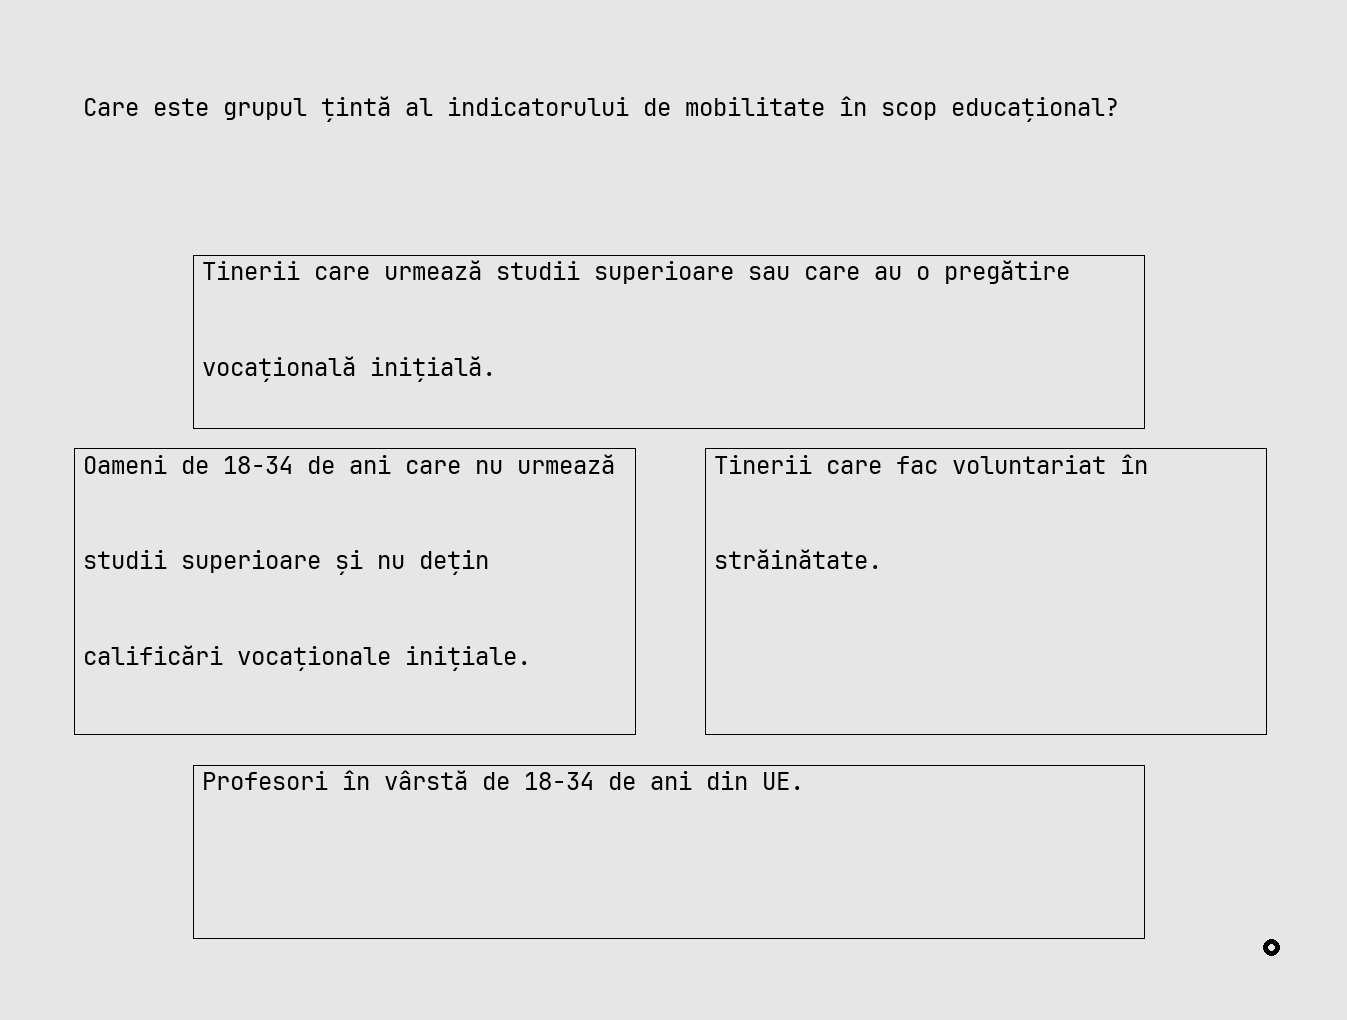 Care este grupul țintă al indicatorului de mobilitate în scop educațional?
Tinerii care urmează studii superioare sau care au o pregătire
vocațională inițială.
Oameni de 18-34 de ani care nu urmează
studii superioare și nu dețin
calificări vocaționale inițiale.
Tinerii care fac voluntariat în
străinătate.
Profesori în vârstă de 18-34 de ani din UE.